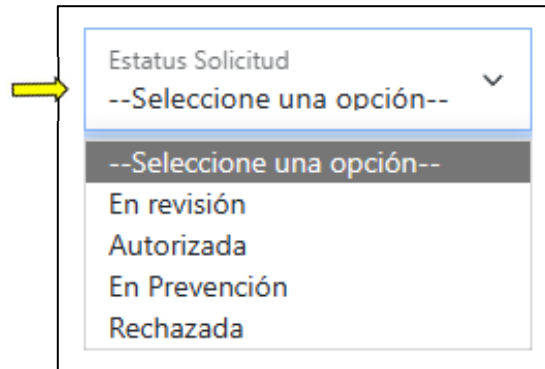 Estatus Solicitud
--Seleccione una opción--
--Seleccione una opción--
En revisión
Autorizada
En Prevención
Rechazada